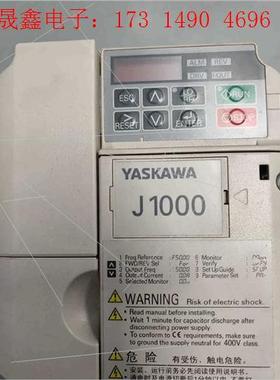 晟鑫电子：173 1490 4696
ALM REV
DRV FOUT
ESC
RUN
RESET
ENTER
STOP
YASKAWA
J1000
1 Freq Reference
6 Monitor
2 FWD/REV Sel
7 Verify
3 Output Freq
8 Set Up Guide
4 Output Current
9 Parameter Set
5 Selected Monitor
WARNING Risk of electric shock.
Read manual before installing.
Wait 1 minute for capacitor discharge after
disconnecting power supply.
To conform to CE requirements, make sure
to ground the supply neutral for 400V class.
危险 有受伤、触电危险。